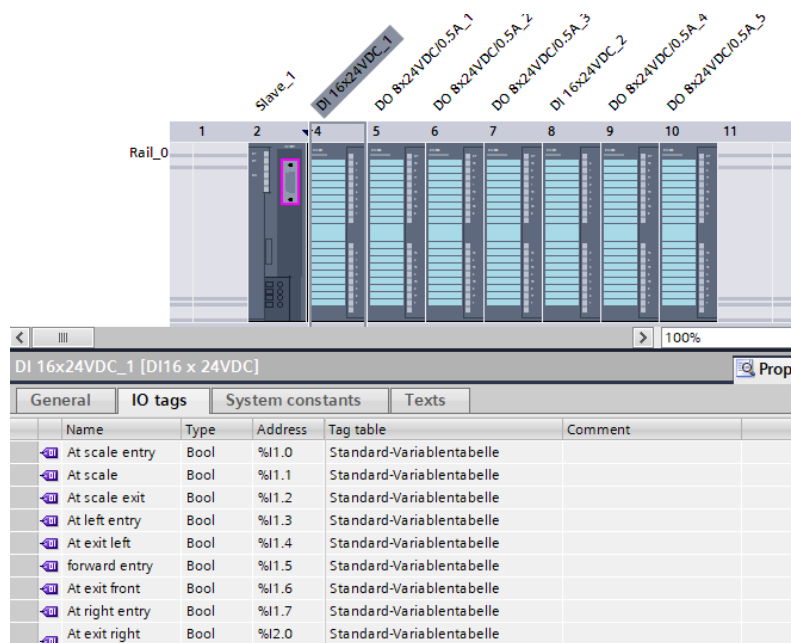 Slave_1 DI 16x24VDC_1 DO 8x24VDC/0.5A_1 DO 8x24VDC/0.5A_2 DO 8x24VDC/0.5A_3 DI 16x24VDC_2 DO 8x24VDC/0.5A_4 DO 8x24VDC/0.5A_5
1 2 4 5 6 7 8 9 10 11
Rail_0
100%
DI 16x24VDC_1 [DI16 x 24VDC] Prop
General IO tags System constants Texts
Name Type Address Tag table Comment
At scale entry Bool %I1.0 Standard-Variablentabelle
At scale Bool %I1.1 Standard-Variablentabelle
At scale exit Bool %I1.2 Standard-Variablentabelle
At left entry Bool %I1.3 Standard-Variablentabelle
At exit left Bool %I1.4 Standard-Variablentabelle
forward entry Bool %I1.5 Standard-Variablentabelle
At exit front Bool %I1.6 Standard-Variablentabelle
At right entry Bool %I1.7 Standard-Variablentabelle
At exit right Bool %I2.0 Standard-Variablentabelle